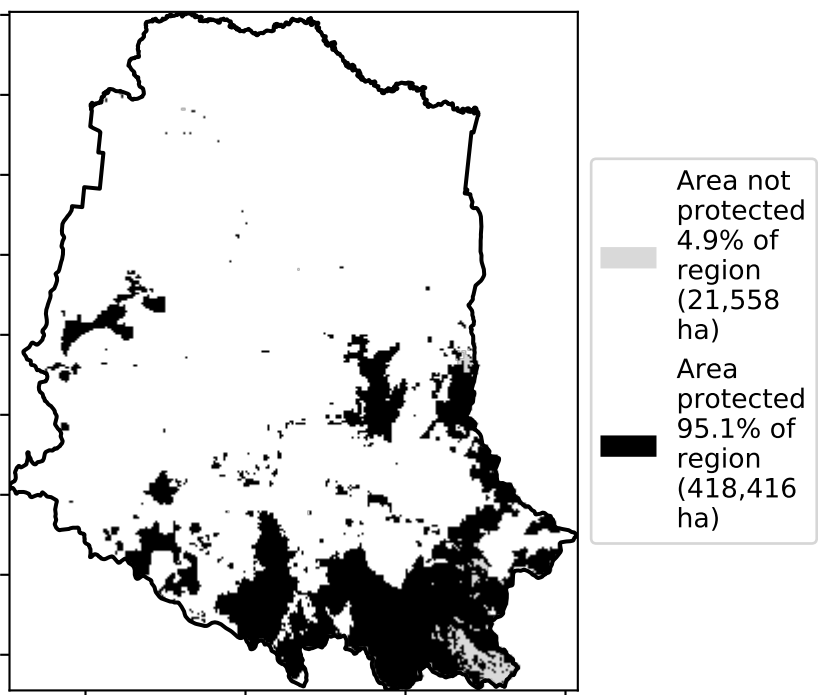 Area not
protected
4.9% of
region
(21,558
ha)
Area
protected
95.1% of
region
(418,416
ha)